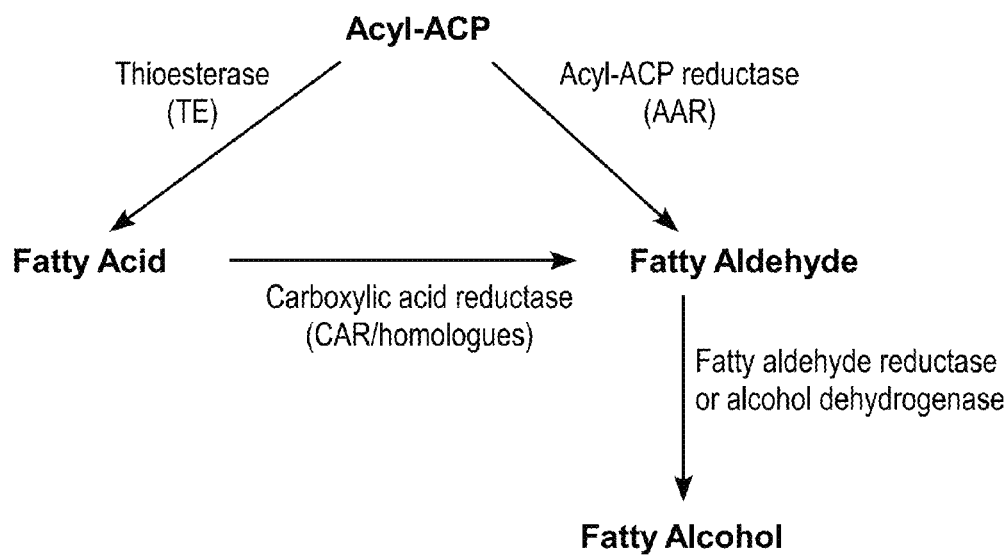 Acyl-ACP
Thioesterase
(TE)
Acyl-ACP reductase
(AAR)
Fatty Acid
Fatty Aldehyde
Carboxylic acid reductase
(CAR/homologues)
Fatty aldehyde reductase
or alcohol dehydrogenase
Fatty Alcohol